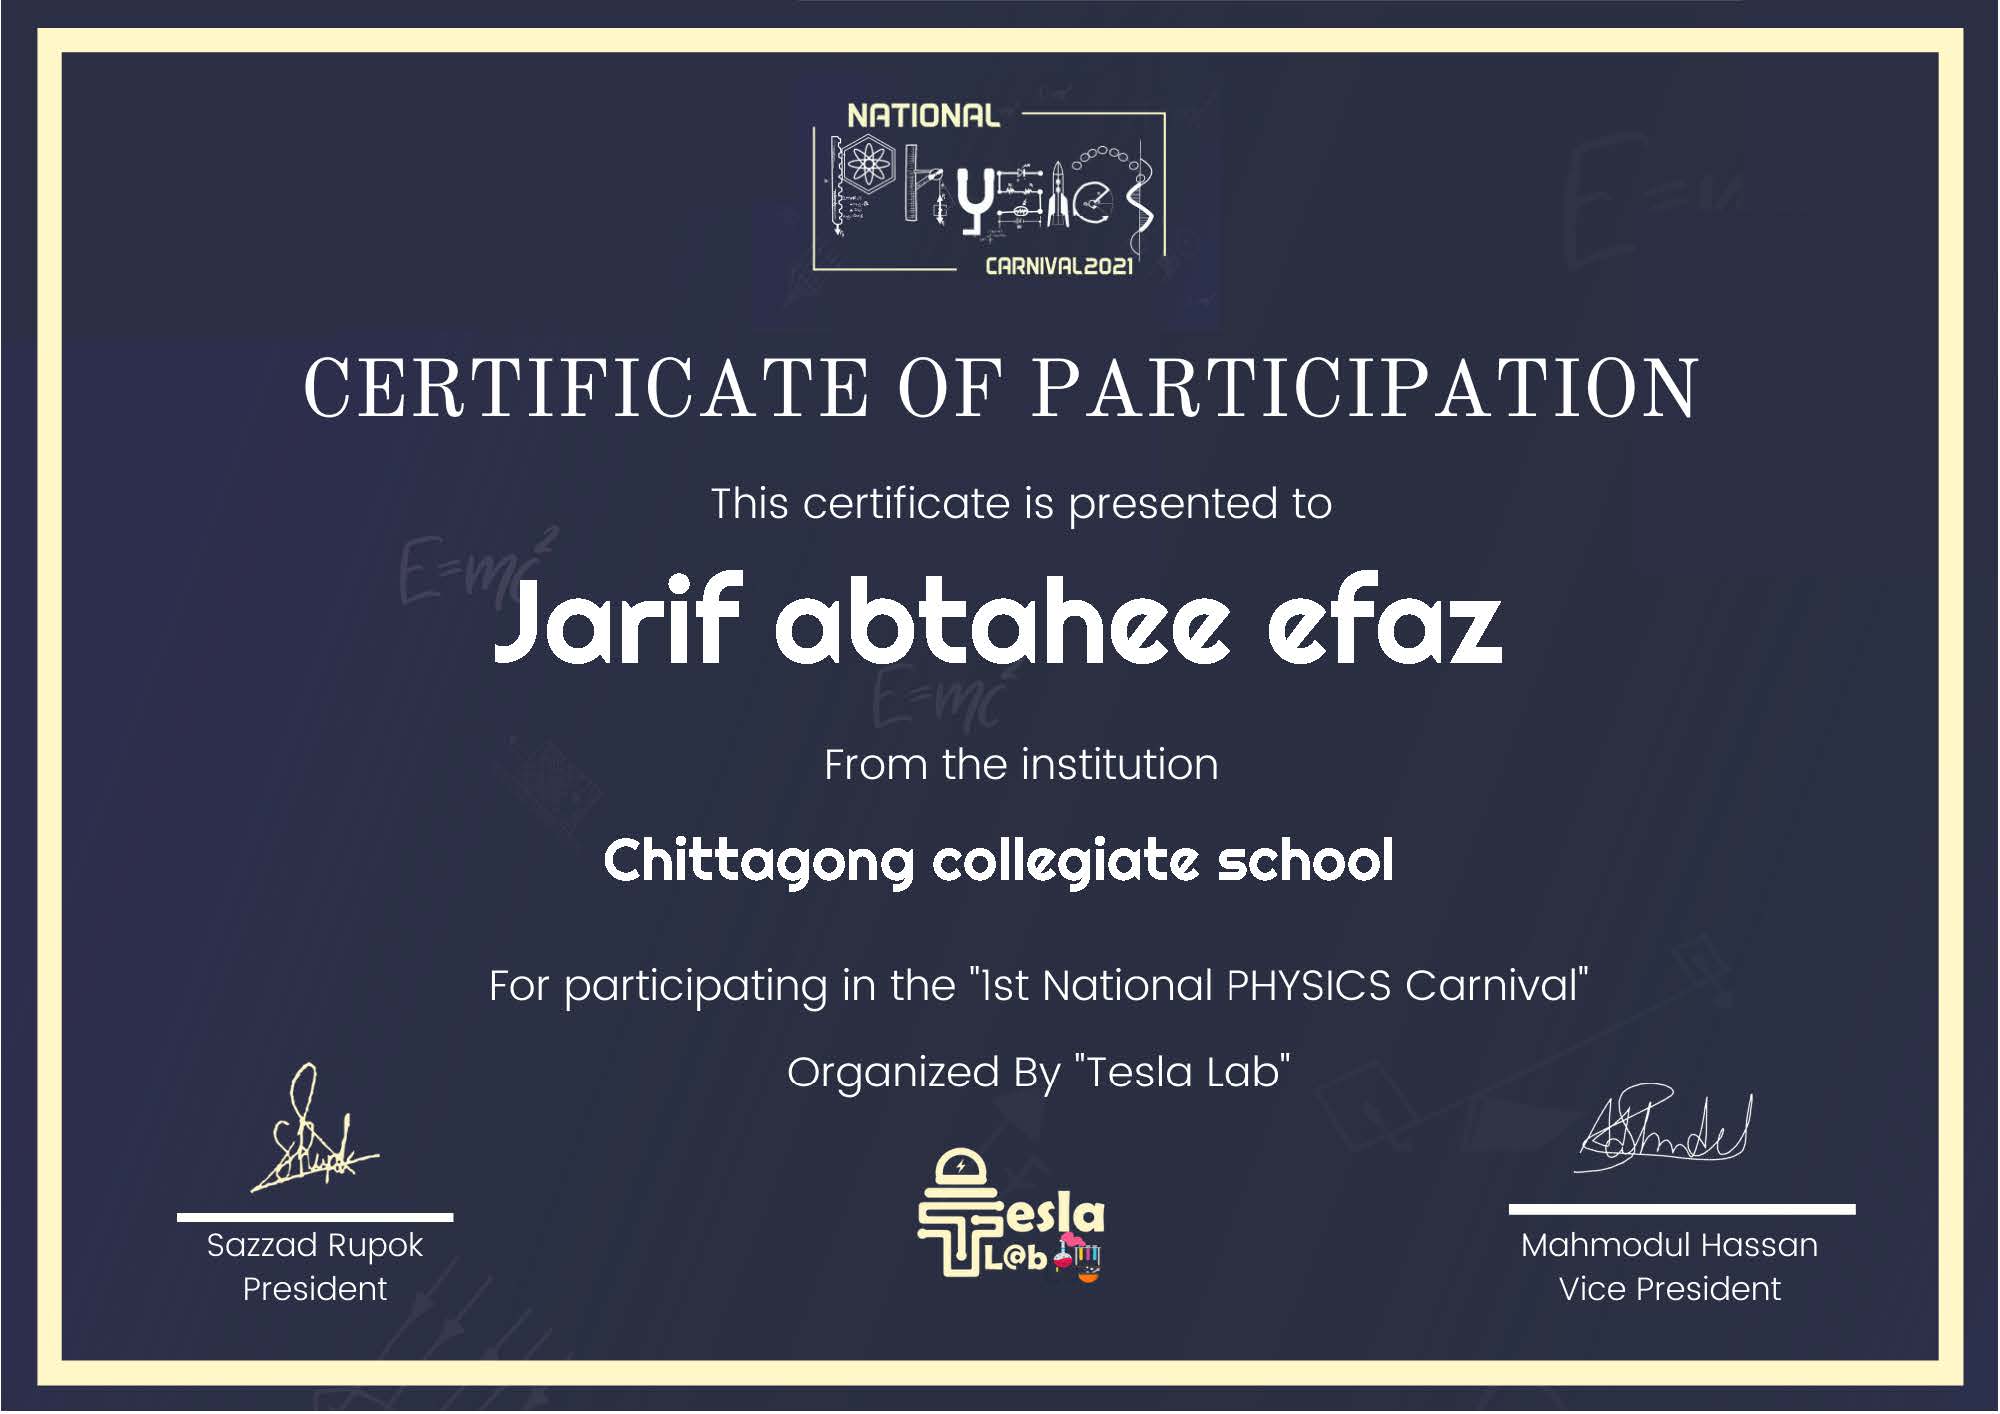 NATIONAL
Physics
CARNIVAL2021
CERTIFICATE OF PARTICIPATION
This certificate is presented to
E=mc²
Jarif abtahee efaz
E=mc²
From the institution
Chittagong collegiate school
For participating in the "1st National PHYSICS Carnival"
Organized By "Tesla Lab"
Tesla
L@b
Sazzad Rupok
President
Mahmodul Hassan
Vice President